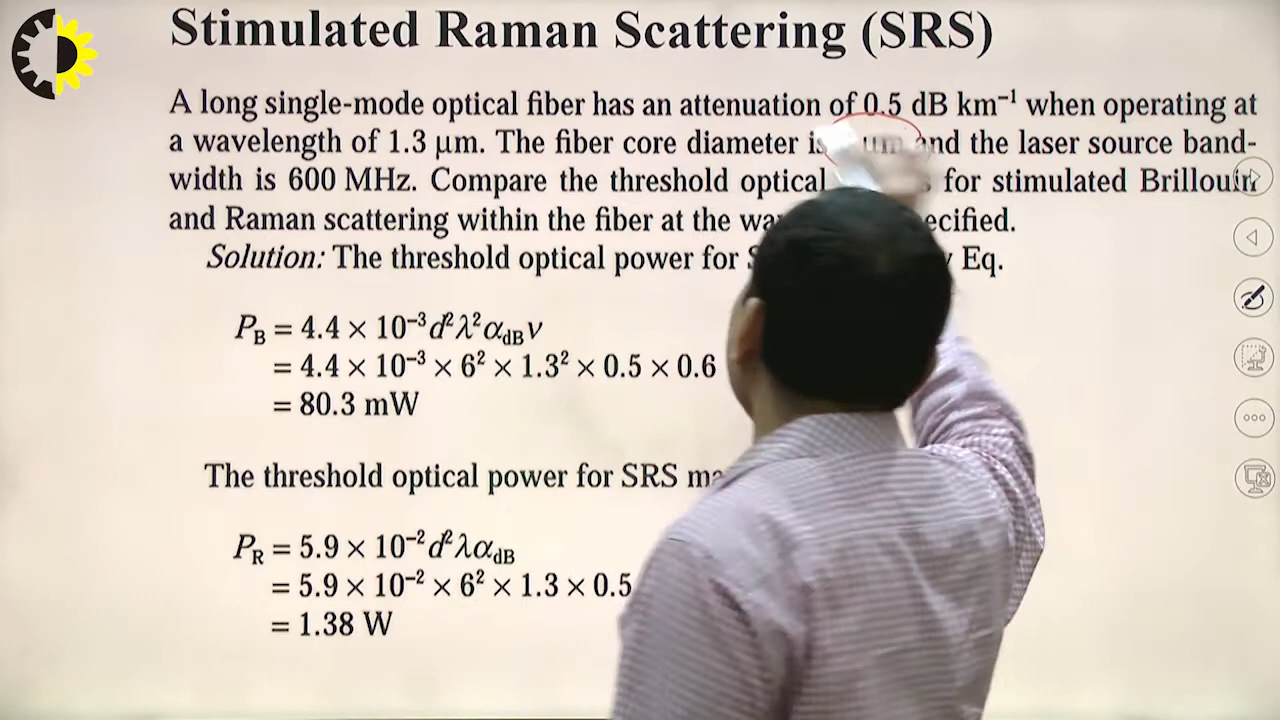 Stimulated Raman Scattering (SRS)
A long single-mode optical fiber has an attenuation of 0.5 dB km⁻¹ when operating at
a wavelength of 1.3 μm. The fiber core diameter is μm and the laser source band-
width is 600 MHz. Compare the threshold optical for stimulated Brillouin
and Raman scattering within the fiber at the
Solution: The threshold optical power for Eq.
P_B = 4.4 × 10⁻³ d²λ²α_dB ν
= 4.4 × 10⁻³ × 6² × 1.3² × 0.5 × 0.6
= 80.3 mW
The threshold optical power for SRS
P_R = 5.9 × 10⁻² d²λα_dB
= 5.9 × 10⁻² × 6² × 1.3 × 0.5
= 1.38 W